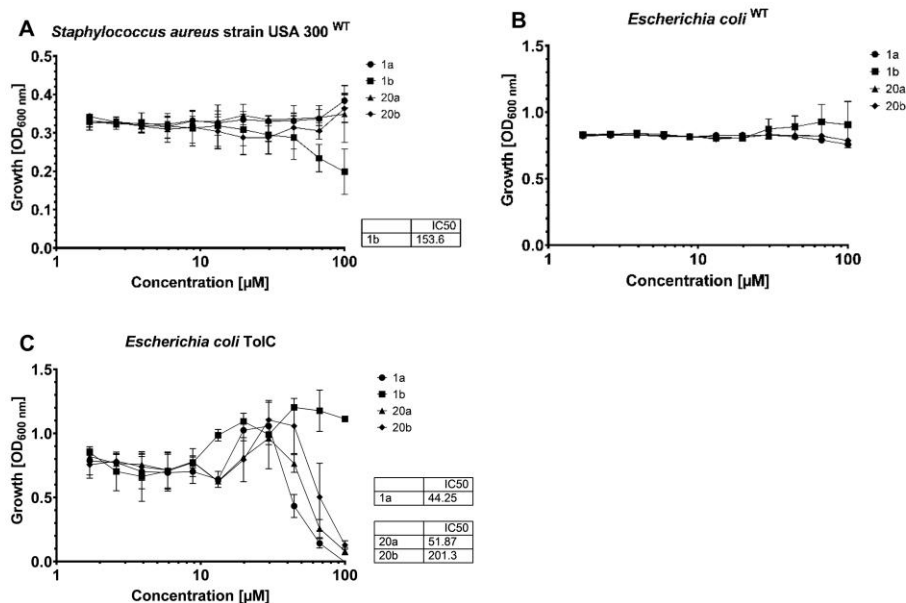 A
Staphylococcus aureus strain USA 300 WT
0.5
0.4
0.3
0.2
0.1
0.0
Growth [OD600 nm]
1
10
100
Concentration [µM]
1a
1b
20a
20b
IC50
1b 153.6
B
Escherichia coli WT
1.5
1.0
0.5
0.0
Growth [OD600 nm]
1
10
100
Concentration [µM]
1a
1b
20a
20b
C
Escherichia coli TolC
1.5
1.0
0.5
0.0
Growth [OD600 nm]
1
10
100
Concentration [µM]
1a
1b
20a
20b
IC50
1a 44.25
IC50
20a 51.87
20b 201.3